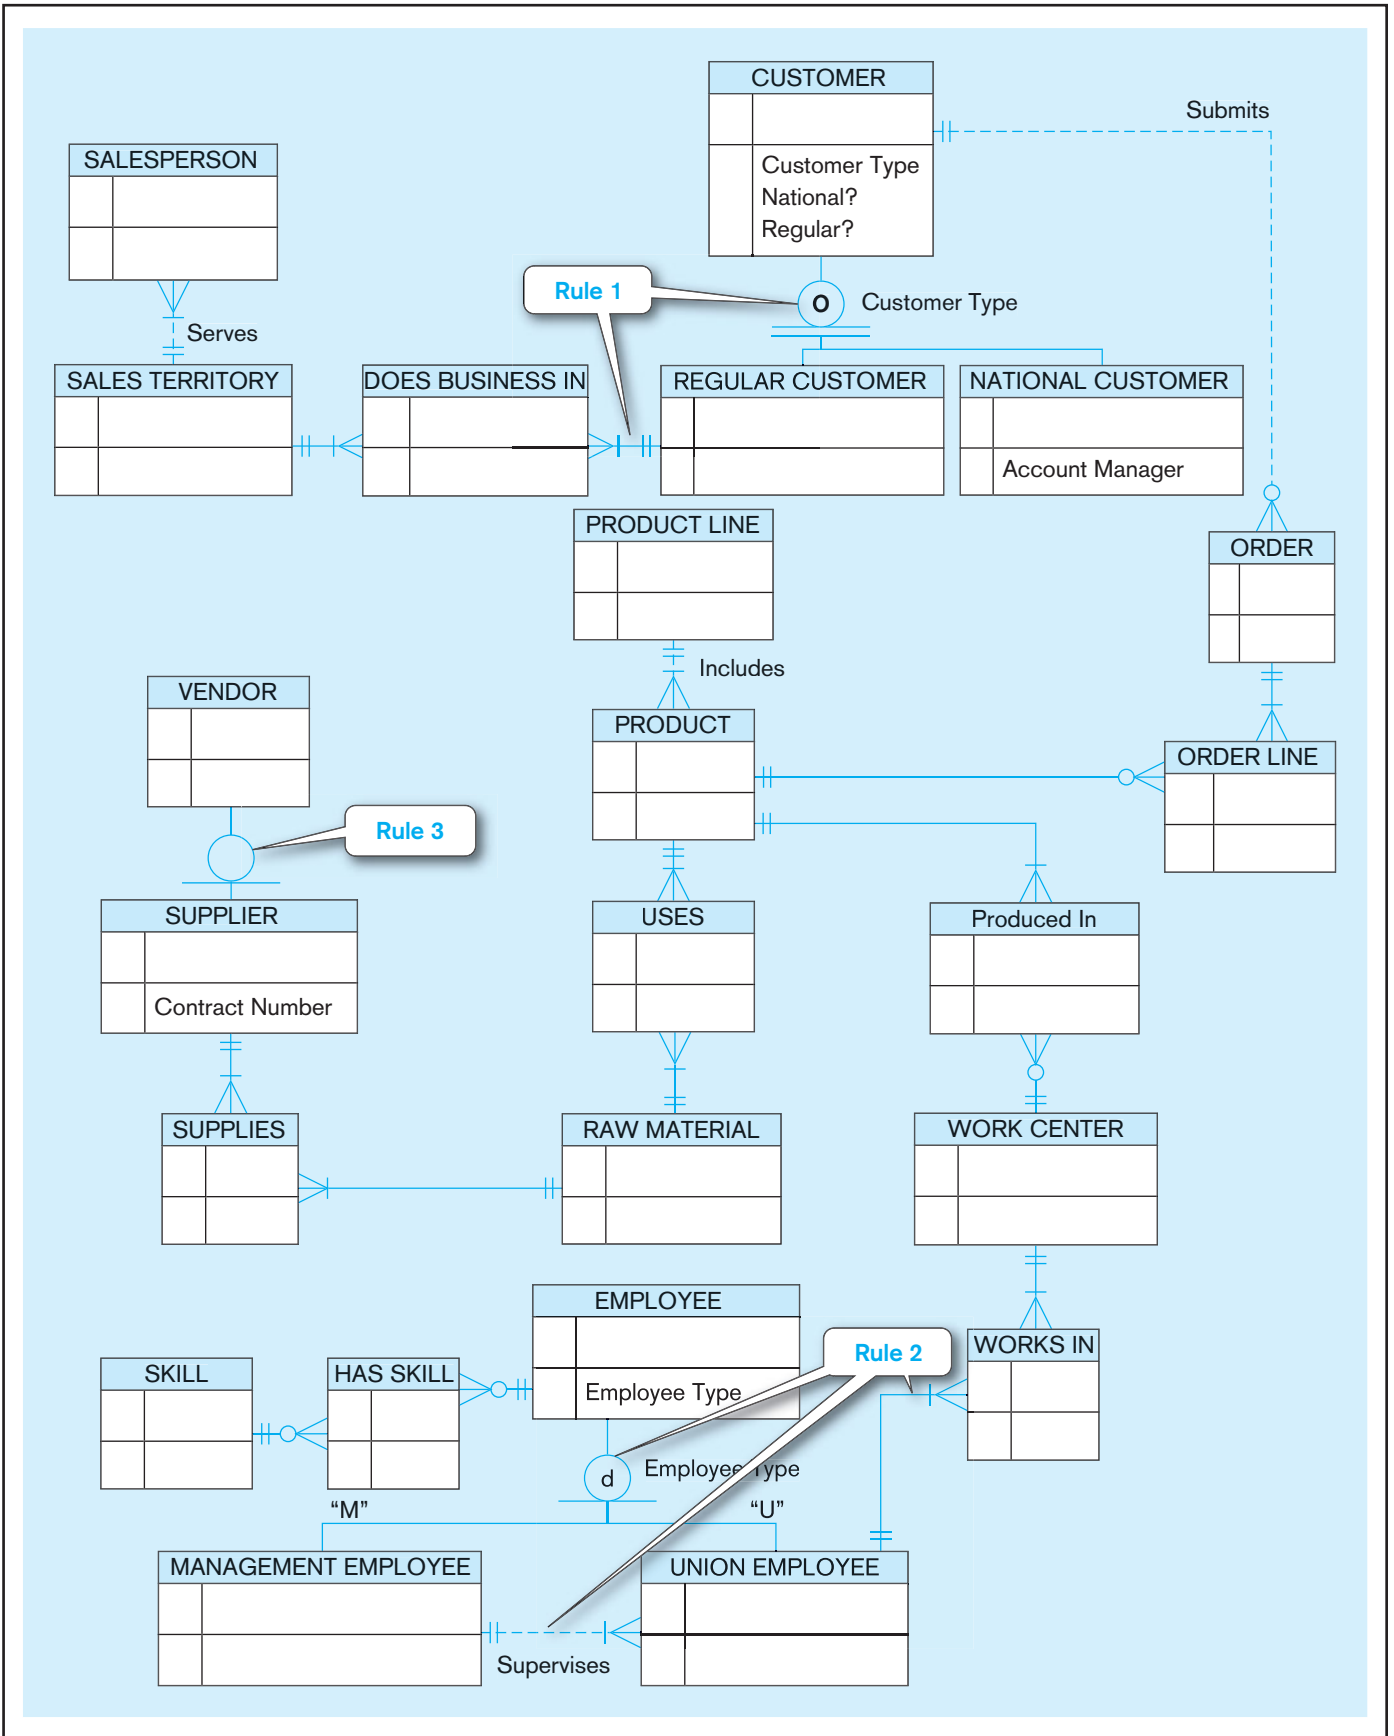 CUSTOMER
Submits
Customer Type
National?
Regular?
SALESPERSON
Rule 1
O
Customer Type
Serves
SALES TERRITORY
DOES BUSINESS IN
REGULAR CUSTOMER
NATIONAL CUSTOMER
Account Manager
PRODUCT LINE
ORDER
Includes
VENDOR
PRODUCT
ORDER LINE
Rule 3
SUPPLIER
USES
Produced In
Contract Number
SUPPLIES
RAW MATERIAL
WORK CENTER
EMPLOYEE
Rule 2
WORKS IN
SKILL
HAS SKILL
Employee Type
d
Employee Type
“M”
“U”
MANAGEMENT EMPLOYEE
UNION EMPLOYEE
Supervises